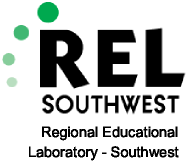 REL
SOUTHWEST
Regional Educational
Laboratory - Southwest